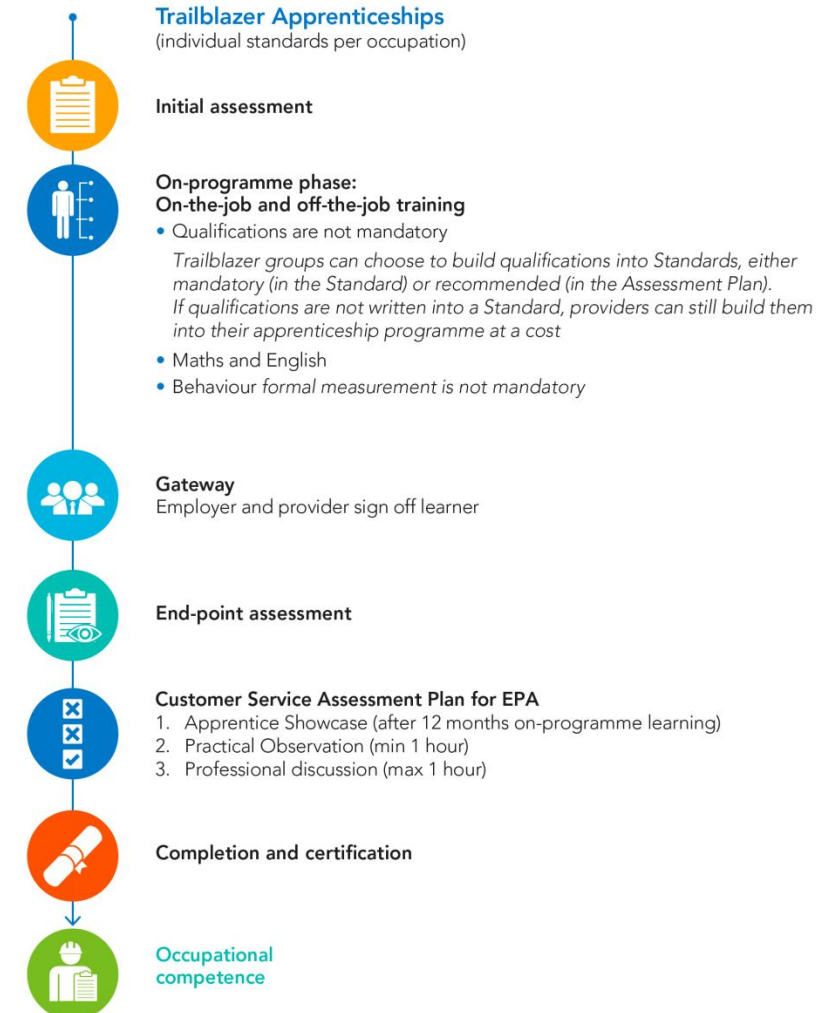 Trailblazer Apprenticeships
(individual standards per occupation)
Initial assessment
On-programme phase:
On-the-job and off-the-job training
• Qualifications are not mandatory
Trailblazer groups can choose to build qualifications into Standards, either
mandatory (in the Standard) or recommended (in the Assessment Plan).
If qualifications are not written into a Standard, providers can still build them
into their apprenticeship programme at a cost
• Maths and English
• Behaviour formal measurement is not mandatory
Gateway
Employer and provider sign off learner
End-point assessment
Customer Service Assessment Plan for EPA
1. Apprentice Showcase (after 12 months on-programme learning)
2. Practical Observation (min 1 hour)
3. Professional discussion (max 1 hour)
Completion and certification
Occupational
competence